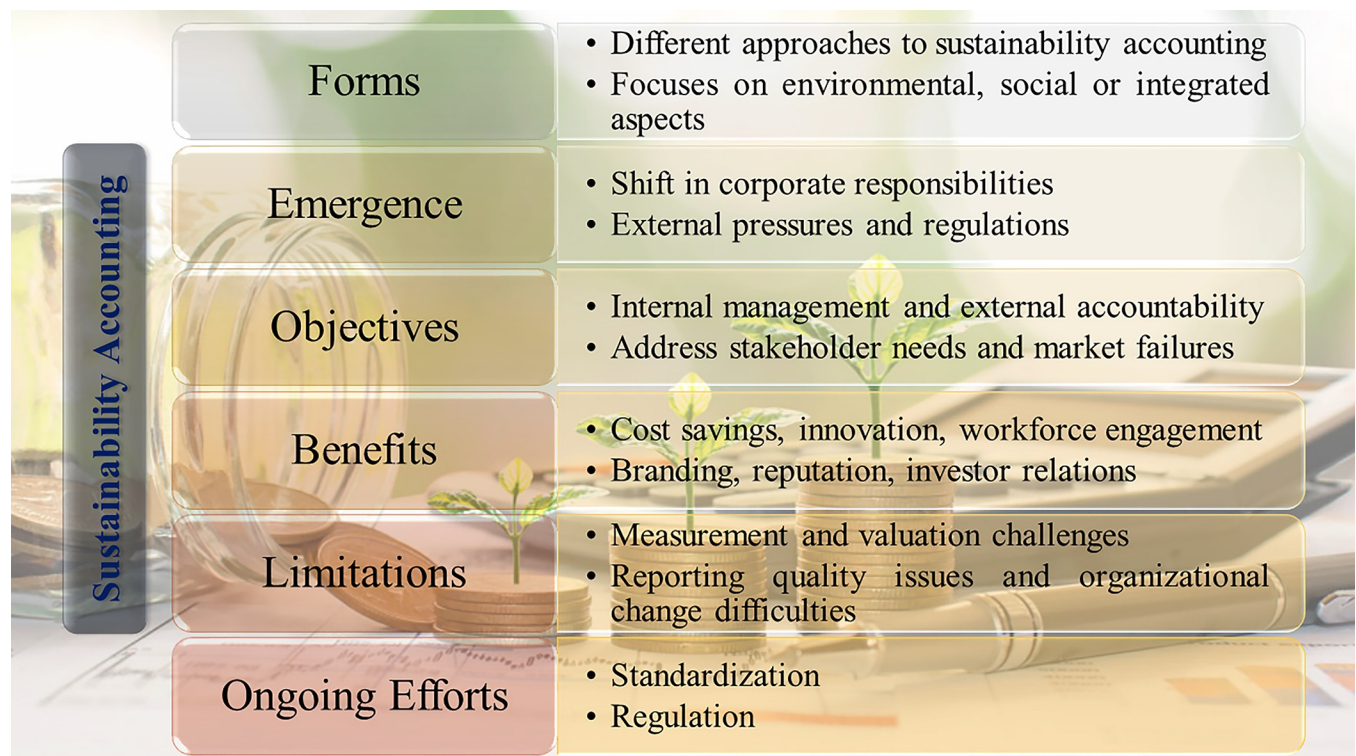 Sustainability Accounting
Forms
• Different approaches to sustainability accounting
• Focuses on environmental, social or integrated
aspects
Emergence
• Shift in corporate responsibilities
• External pressures and regulations
Objectives
• Internal management and external accountability
• Address stakeholder needs and market failures
Benefits
• Cost savings, innovation, workforce engagement
• Branding, reputation, investor relations
Limitations
• Measurement and valuation challenges
• Reporting quality issues and organizational
change difficulties
Ongoing Efforts
• Standardization
• Regulation